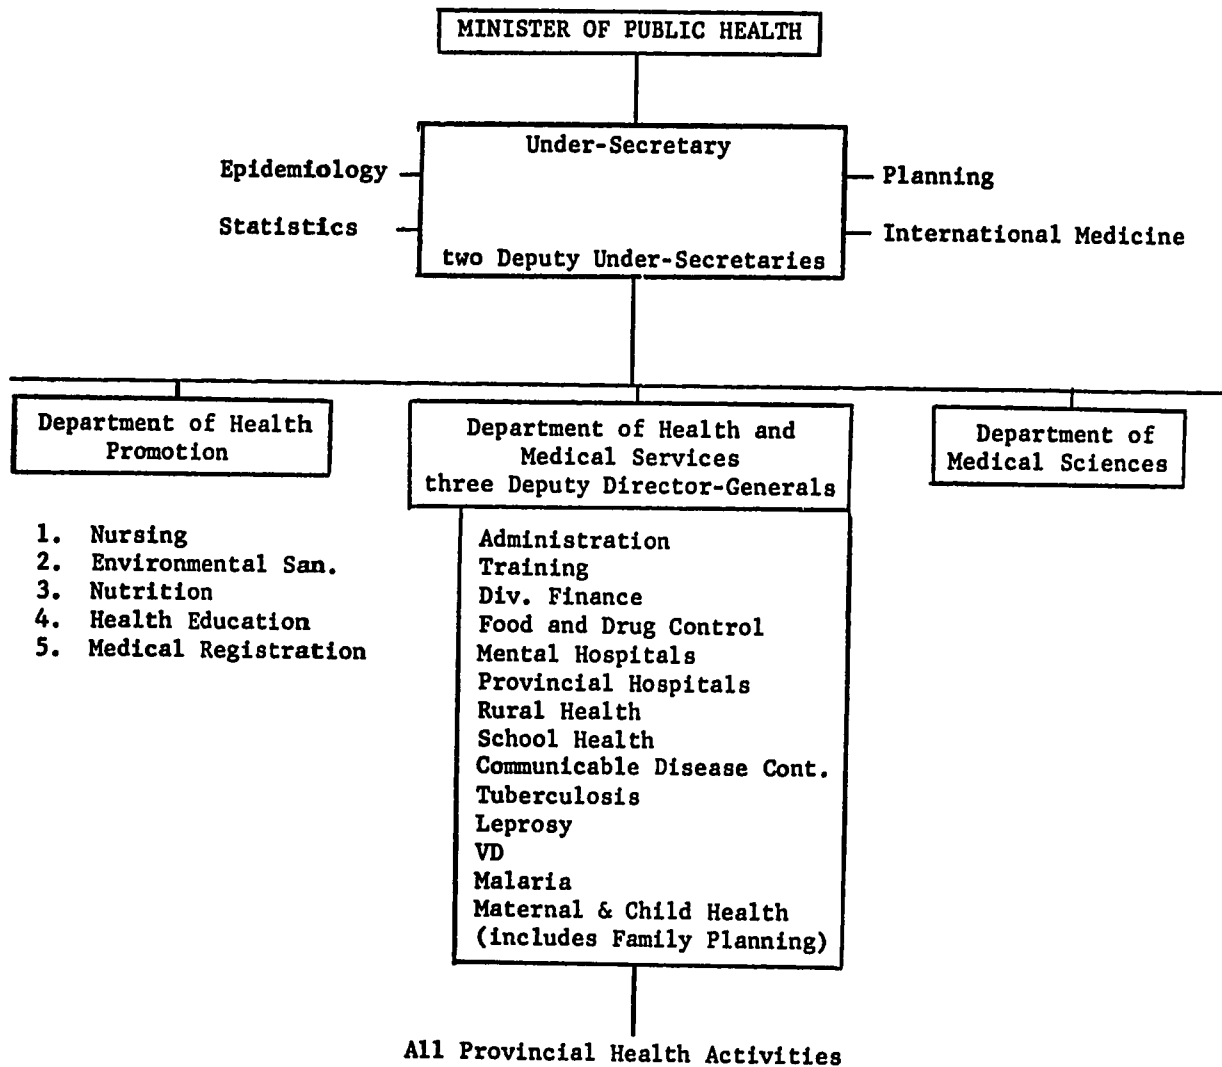 MINISTER OF PUBLIC HEALTH
Under-Secretary
Epidemiology
Planning
Statistics
International Medicine
two Deputy Under-Secretaries
Department of Health
Promotion
1. Nursing
2. Environmental San.
3. Nutrition
4. Health Education
5. Medical Registration
Department of Health and
Medical Services
three Deputy Director-Generals
Administration
Training
Div. Finance
Food and Drug Control
Mental Hospitals
Provincial Hospitals
Rural Health
School Health
Communicable Disease Cont.
Tuberculosis
Leprosy
VD
Malaria
Maternal & Child Health
(includes Family Planning)
All Provincial Health Activities
Department of
Medical Sciences